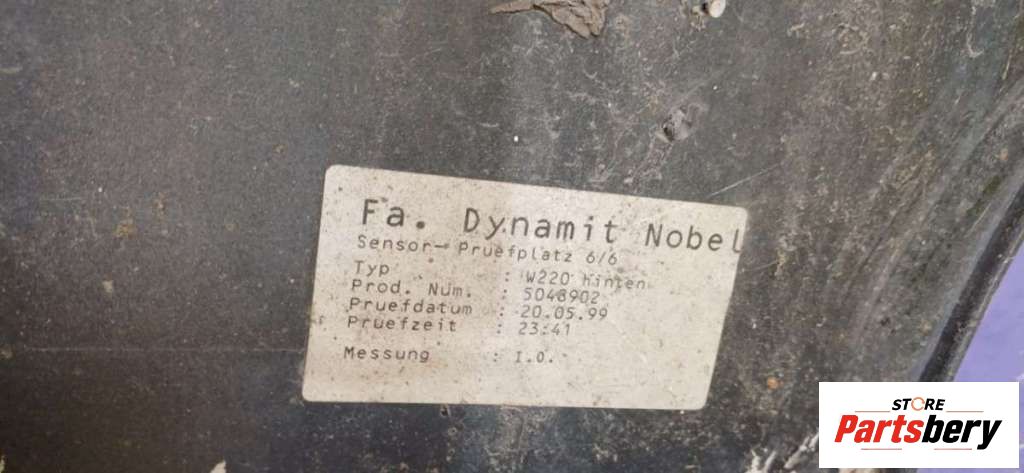 Fa. Dynamit Nobel
Sensor-Pruefplatz 6/6
Typ : W220 hinten
Prod. Num. : 5048902
Pruefdatum : 20.05.99
Pruefzeit : 23:41
Messung : I.O.
STORE
Partsbery